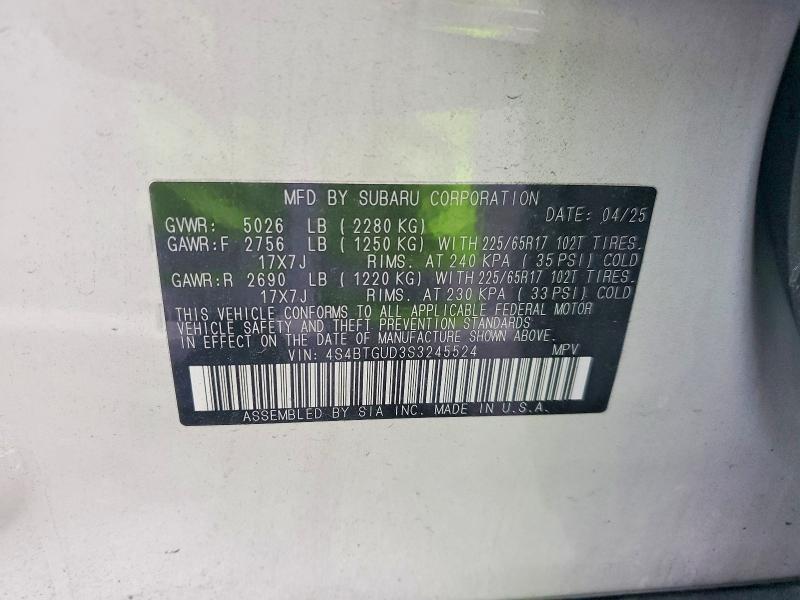 MFD BY SUBARU CORPORATION
DATE: 04/25
GVWR: 5026 LB ( 2280 KG)
GAWR:F 2756 LB ( 1250 KG) WITH 225/65R17 102T TIRES.
17X7J RIMS. AT 240 KPA ( 35 PSI) COLD
GAWR:R 2690 LB ( 1220 KG) WITH 225/65R17 102T TIRES.
17X7J RIMS. AT 230 KPA ( 33 PSI) COLD
THIS VEHICLE CONFORMS TO ALL APPLICABLE FEDERAL MOTOR
VEHICLE SAFETY AND THEFT PREVENTION STANDARDS
IN EFFECT ON THE DATE OF MANUFACTURE SHOWN ABOVE.
VIN: 4S4BTGUD3S3245524 MPV
ASSEMBLED BY SIA INC. MADE IN U.S.A.